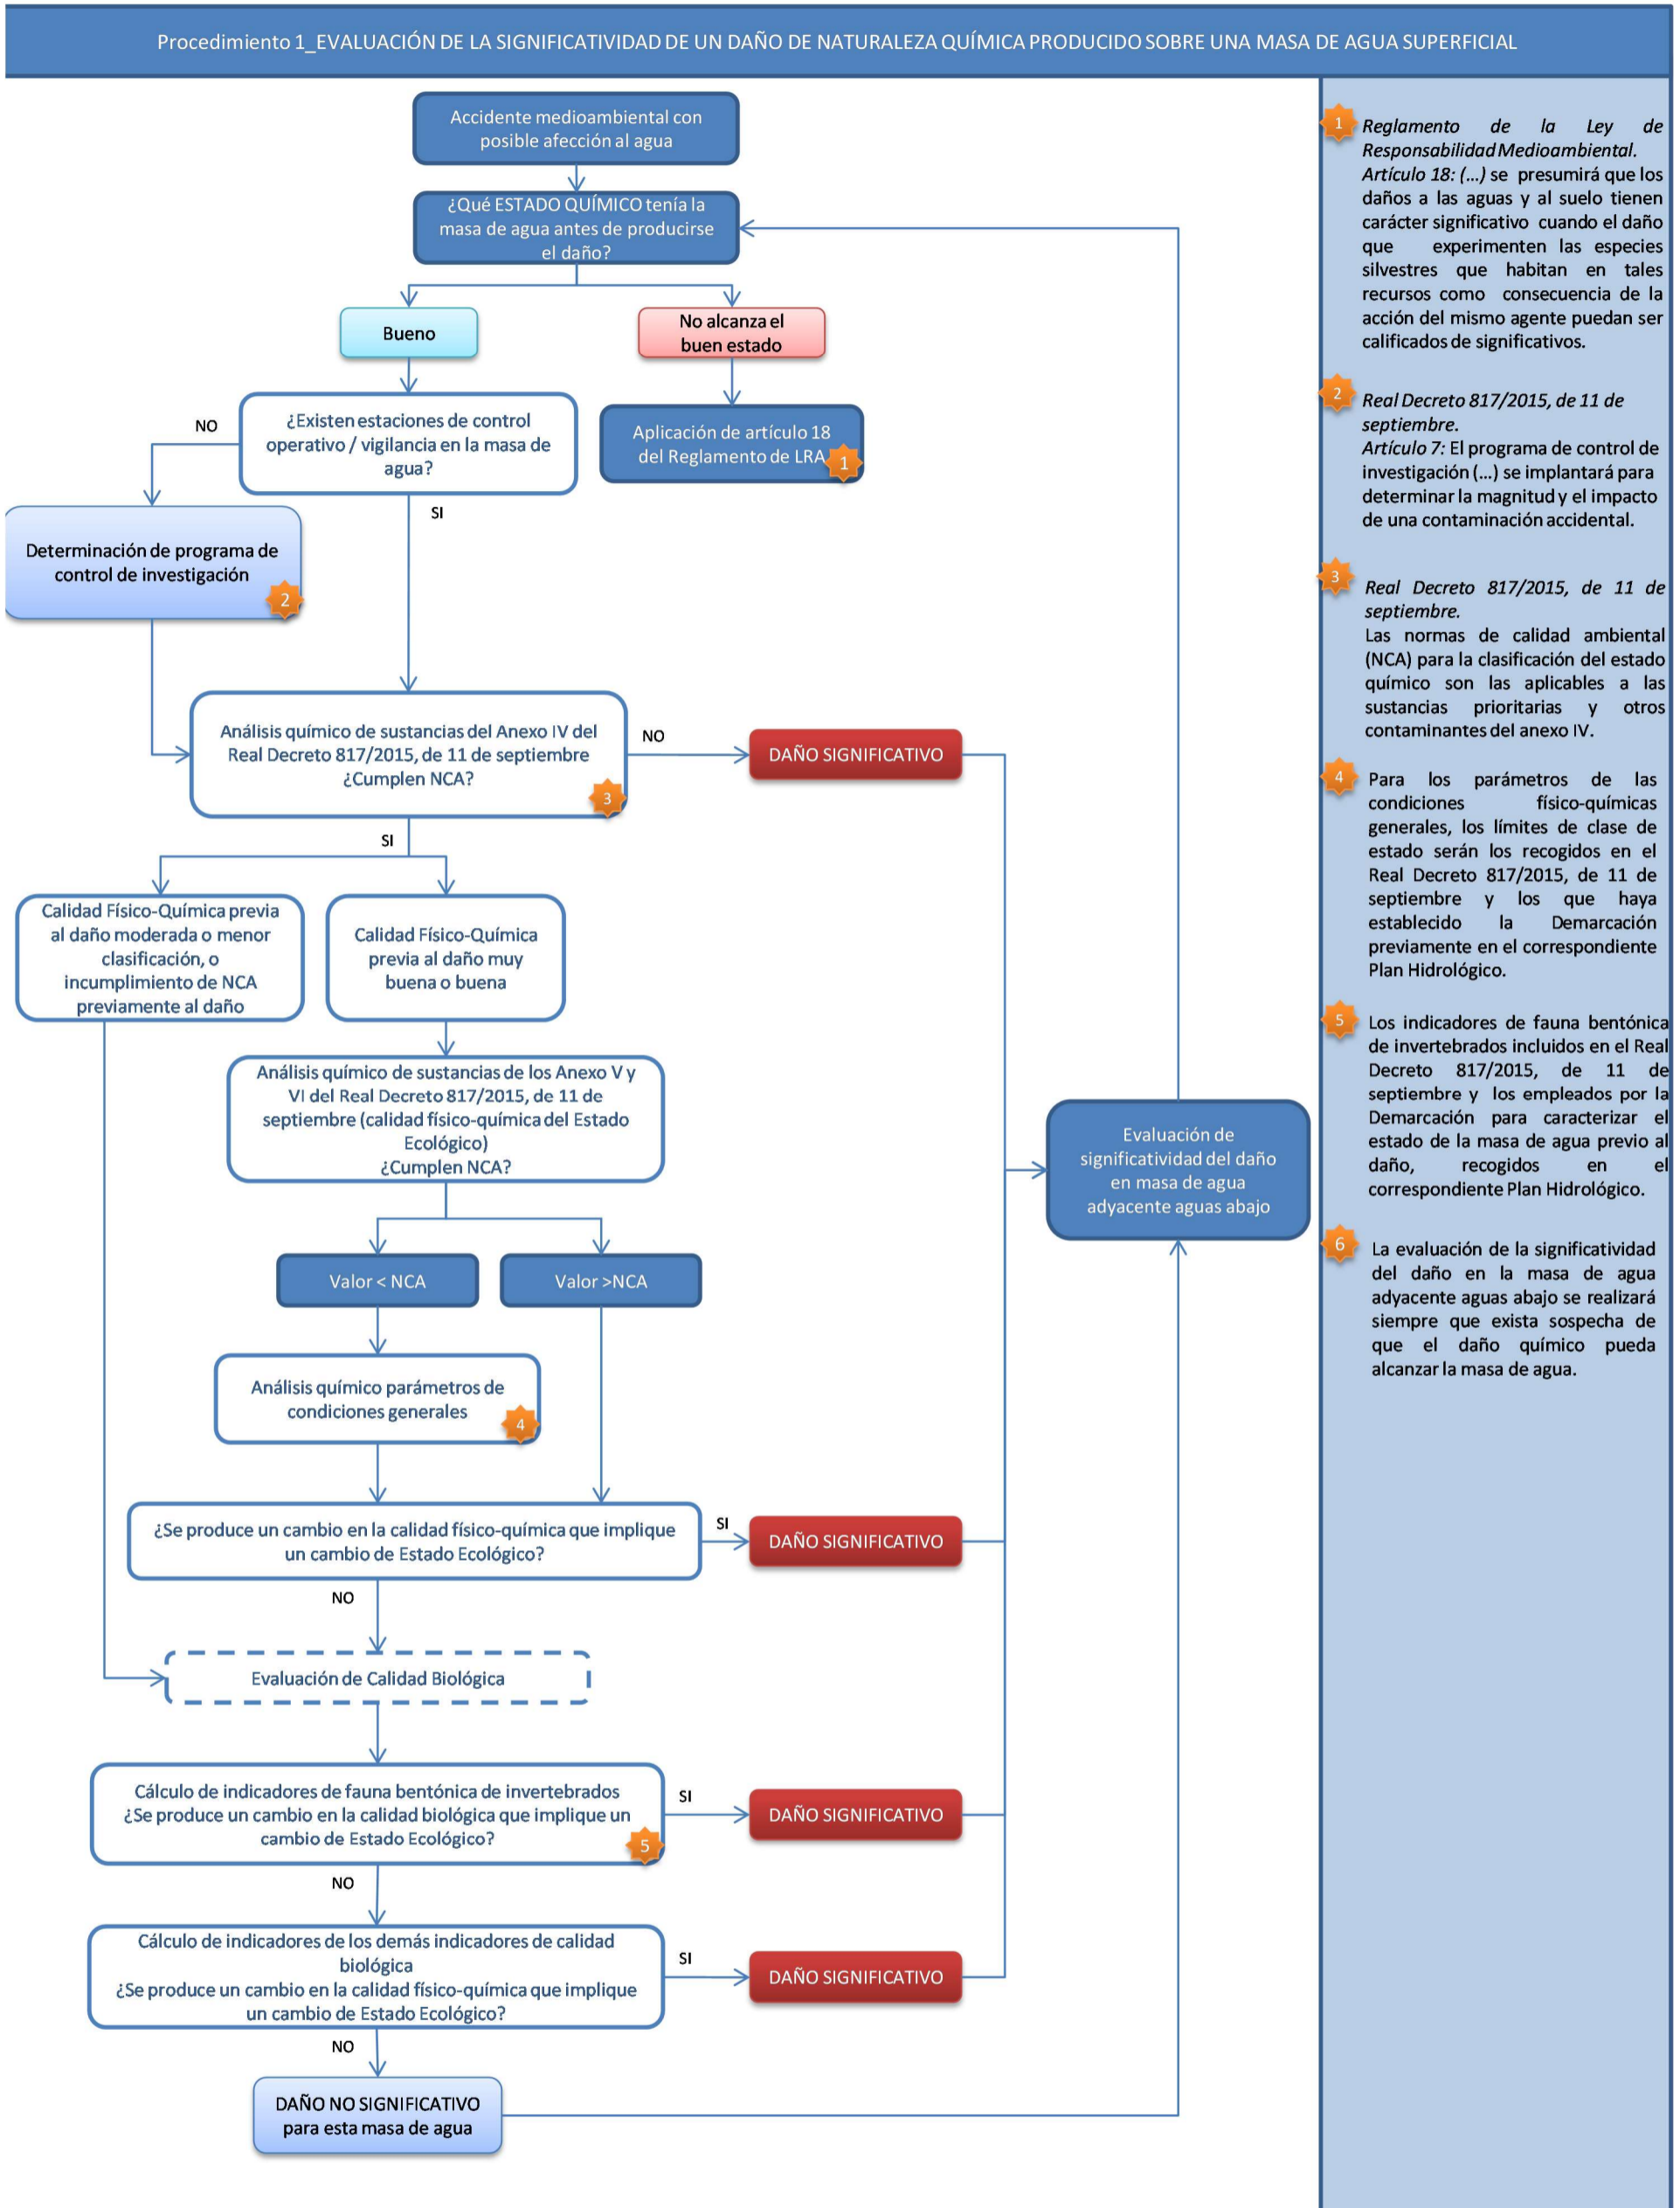 Procedimiento 1_EVALUACIÓN DE LA SIGNIFICATIVIDAD DE UN DAÑO DE NATURALEZA QUÍMICA PRODUCIDO SOBRE UNA MASA DE AGUA SUPERFICIAL
Accidente medioambiental con
posible afección al agua
¿Qué ESTADO QUÍMICO tenía la
masa de agua antes de producirse
el daño?
Bueno
No alcanza el
buen estado
¿Existen estaciones de control
operativo / vigilancia en la masa de
agua?
NO
SI
Aplicación de artículo 18
del Reglamento de LRA
1
Determinación de programa de
control de investigación
2
Análisis químico de sustancias del Anexo IV del
Real Decreto 817/2015, de 11 de septiembre
¿Cumplen NCA?
3
NO
DAÑO SIGNIFICATIVO
SI
Calidad Físico-Química previa
al daño moderada o menor
clasificación, o
incumplimiento de NCA
previamente al daño
Calidad Físico-Química
previa al daño muy
buena o buena
Análisis químico de sustancias de los Anexo V y
VI del Real Decreto 817/2015, de 11 de
septiembre (calidad físico-química del Estado
Ecológico)
¿Cumplen NCA?
Valor < NCA
Valor >NCA
Análisis químico parámetros de
condiciones generales
4
¿Se produce un cambio en la calidad físico-química que implique
un cambio de Estado Ecológico?
SI
DAÑO SIGNIFICATIVO
NO
Evaluación de Calidad Biológica
Cálculo de indicadores de fauna bentónica de invertebrados
¿Se produce un cambio en la calidad biológica que implique un
cambio de Estado Ecológico?
5
SI
DAÑO SIGNIFICATIVO
NO
Cálculo de indicadores de los demás indicadores de calidad
biológica
¿Se produce un cambio en la calidad físico-química que implique
un cambio de Estado Ecológico?
SI
DAÑO SIGNIFICATIVO
NO
DAÑO NO SIGNIFICATIVO
para esta masa de agua
Evaluación de
significatividad del daño
en masa de agua
adyacente aguas abajo
1
Reglamento de la Ley de
Responsabilidad Medioambiental.
Artículo 18: (...) se presumirá que los
daños a las aguas y al suelo tienen
carácter significativo cuando el daño
que experimenten las especies
silvestres que habitan en tales
recursos como consecuencia de la
acción del mismo agente puedan ser
calificados de significativos.
2
Real Decreto 817/2015, de 11 de
septiembre.
Artículo 7: El programa de control de
investigación (...) se implantará para
determinar la magnitud y el impacto
de una contaminación accidental.
3
Real Decreto 817/2015, de 11 de
septiembre.
Las normas de calidad ambiental
(NCA) para la clasificación del estado
químico son las aplicables a las
sustancias prioritarias y otros
contaminantes del anexo IV.
4
Para los parámetros de las
condiciones físico-químicas
generales, los límites de clase de
estado serán los recogidos en el
Real Decreto 817/2015, de 11 de
septiembre y los que haya
establecido la Demarcación
previamente en el correspondiente
Plan Hidrológico.
5
Los indicadores de fauna bentónica
de invertebrados incluidos en el Real
Decreto 817/2015, de 11 de
septiembre y los empleados por la
Demarcación para caracterizar el
estado de la masa de agua previo al
daño, recogidos en el
correspondiente Plan Hidrológico.
6
La evaluación de la significatividad
del daño en la masa de agua
adyacente aguas abajo se realizará
siempre que exista sospecha de
que el daño químico pueda
alcanzar la masa de agua.